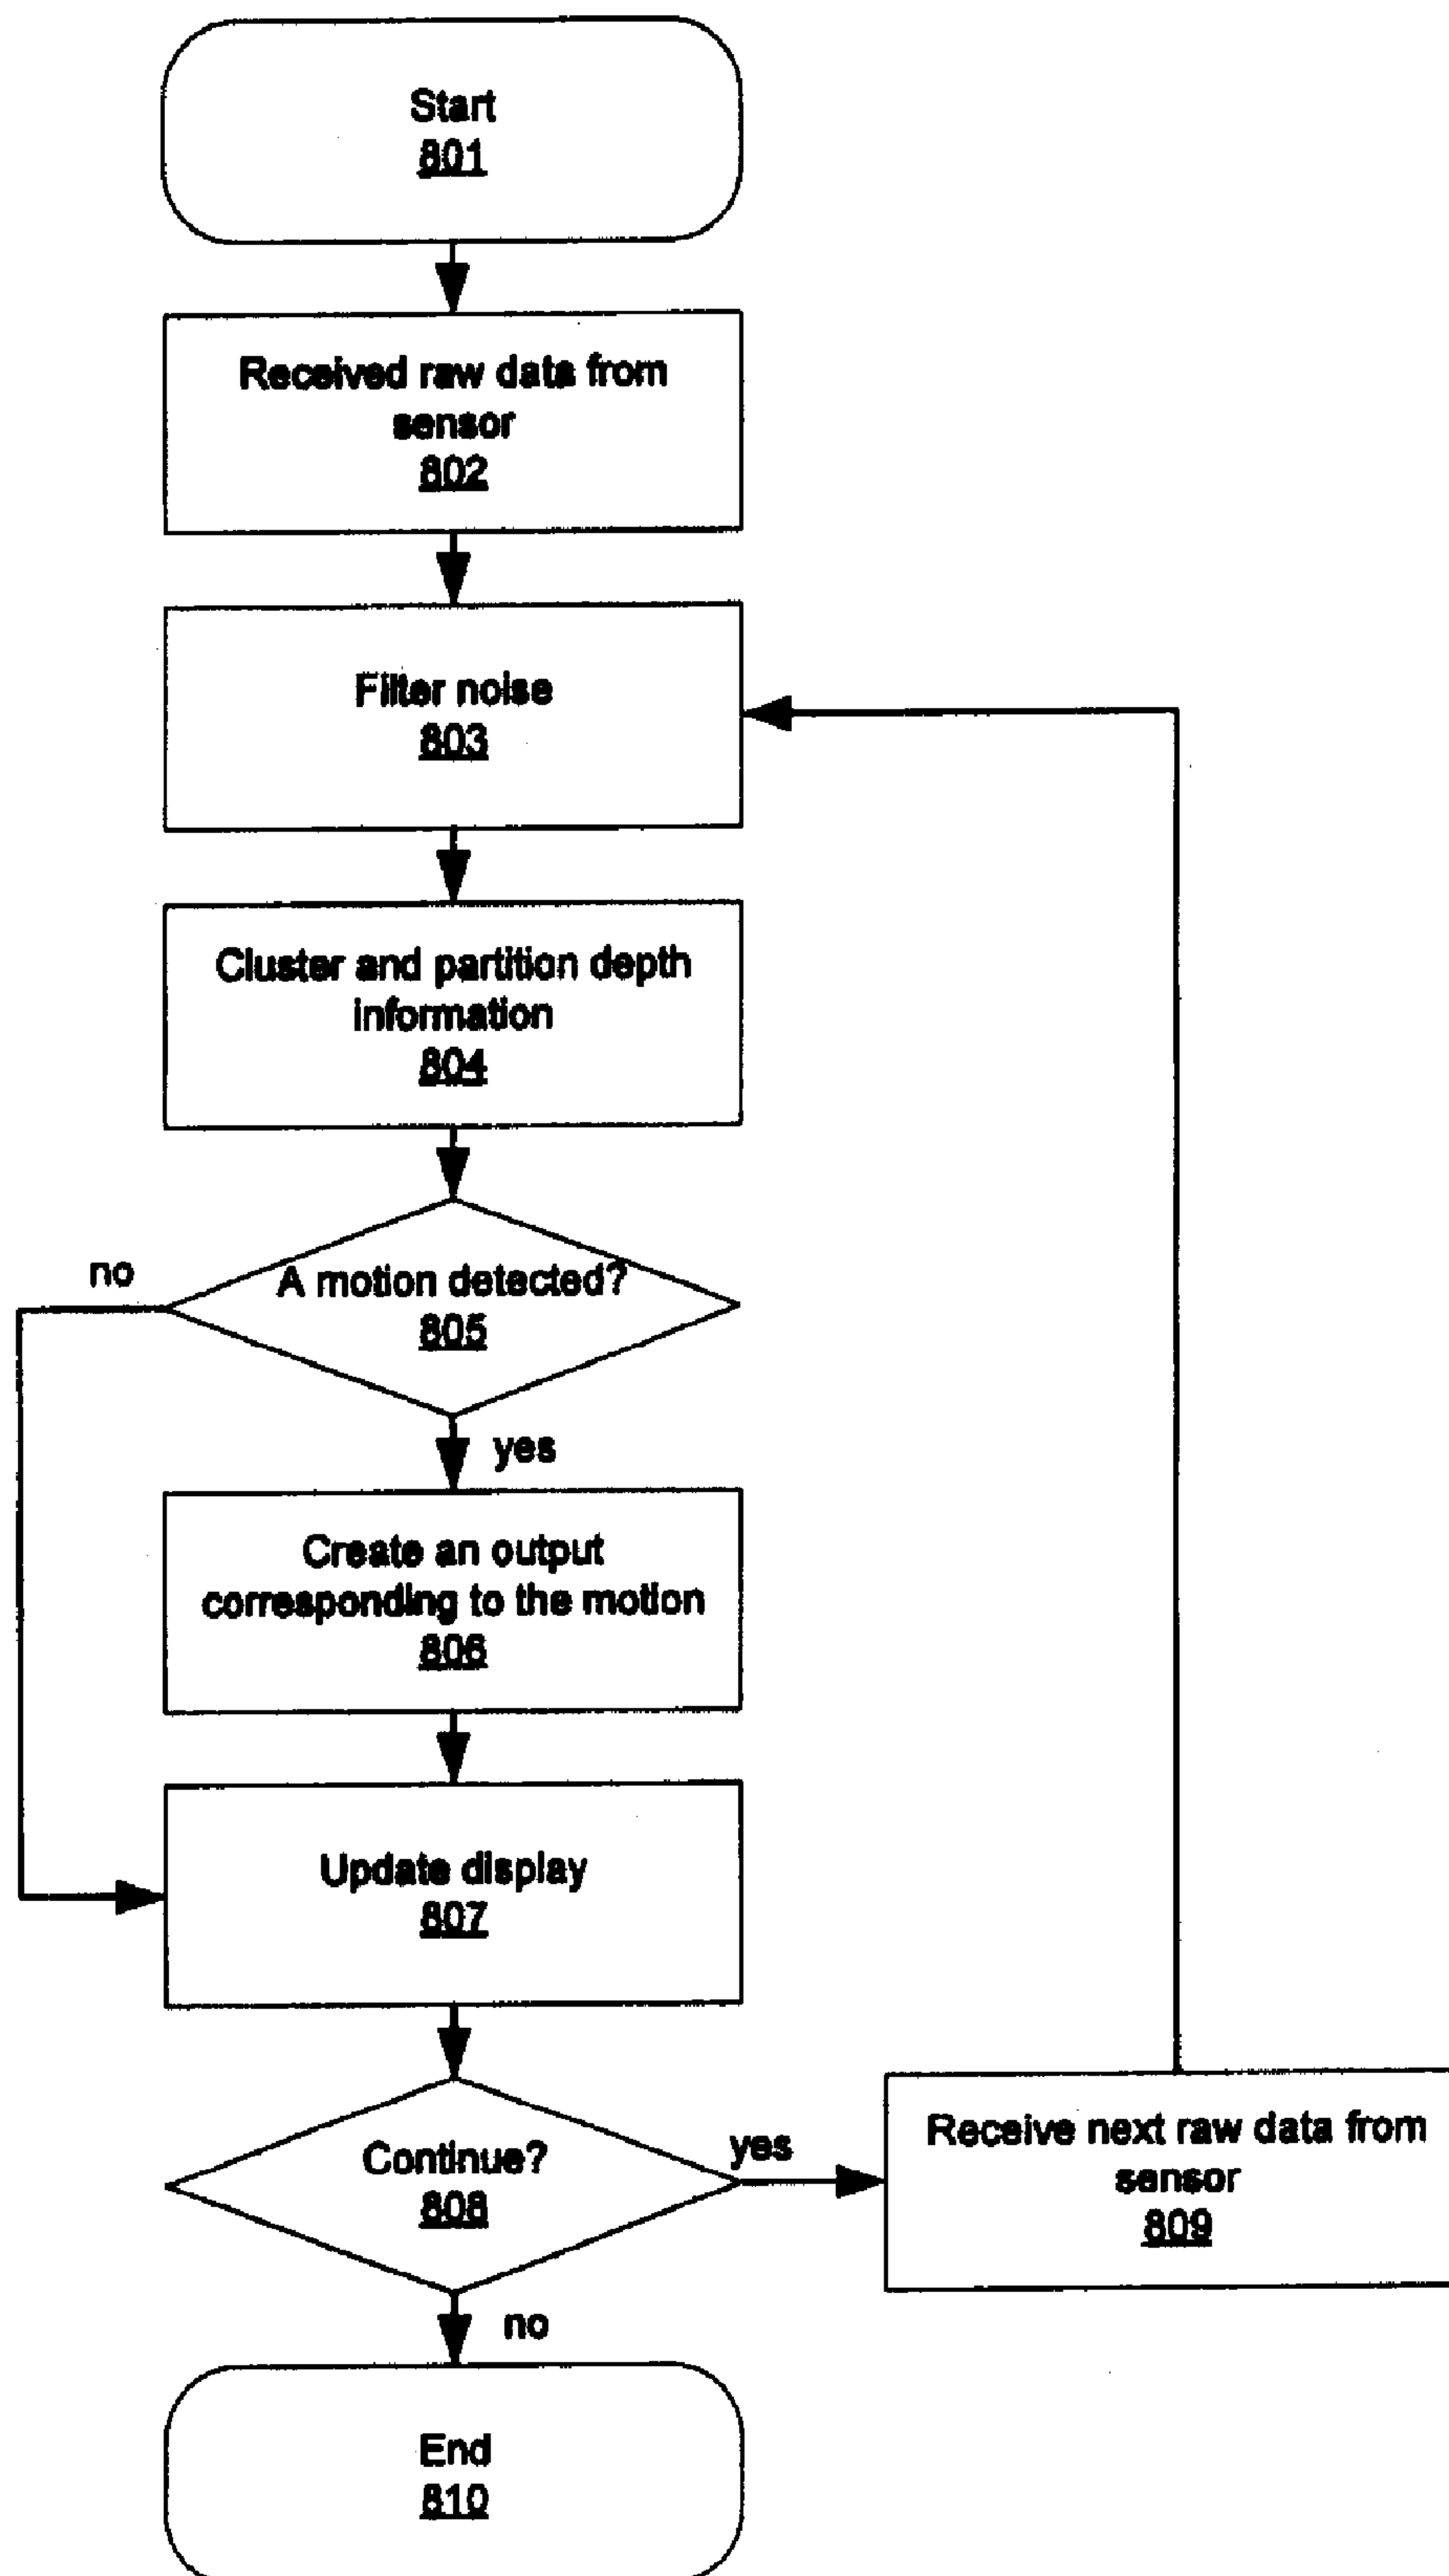 Start
801
Received raw data from
sensor
802
Filter noise
803
Cluster and partition depth
information
804
no
A motion detected?
805
yes
Create an output
corresponding to the motion
806
Update display
807
Continue?
808
yes
Receive next raw data from
sensor
809
no
End
810